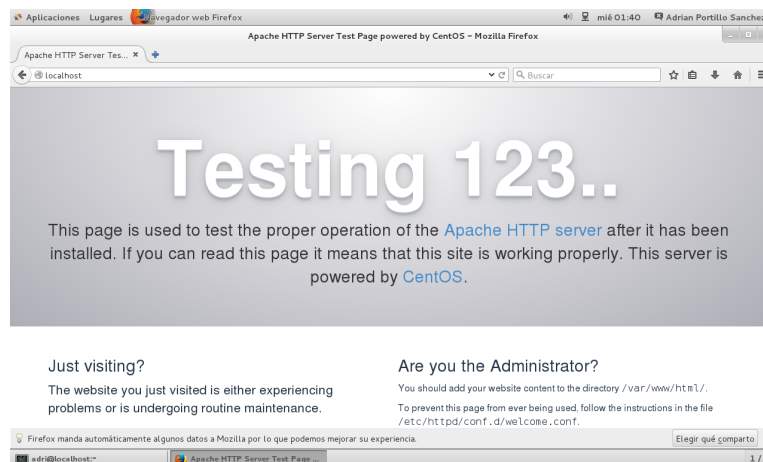 Aplicaciones Lugares Navegador web Firefox mié 01:40 Adrian Portillo Sanchez
Apache HTTP Server Test Page powered by CentOS - Mozilla Firefox
Apache HTTP Server Tes...
localhost Buscar
Testing 123..
This page is used to test the proper operation of the Apache HTTP server after it has been
installed. If you can read this page it means that this site is working properly. This server is
powered by CentOS.
Just visiting?
The website you just visited is either experiencing
problems or is undergoing routine maintenance.
Are you the Administrator?
You should add your website content to the directory /var/www/html/.
To prevent this page from ever being used, follow the instructions in the file
/etc/httpd/conf.d/welcome.conf.
Firefox manda automáticamente algunos datos a Mozilla por lo que podemos mejorar su experiencia. Elegir qué comparto
adri@localhost:~ Apache HTTP Server Test Page ... 1 /